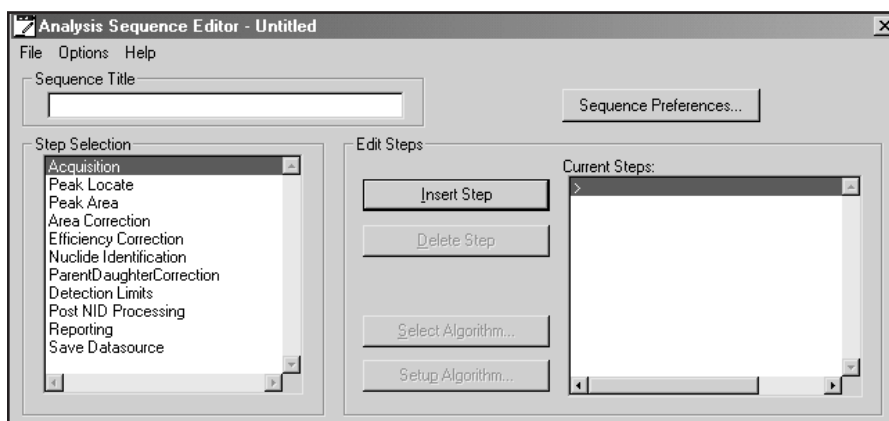 Analysis Sequence Editor - Untitled
File Options Help
Sequence Title
Sequence Preferences...
Step Selection
Acquisition
Peak Locate
Peak Area
Area Correction
Efficiency Correction
Nuclide Identification
ParentDaughterCorrection
Detection Limits
Post NID Processing
Reporting
Save Datasource
Edit Steps
Insert Step
Delete Step
Select Algorithm...
Setup Algorithm...
Current Steps:
>